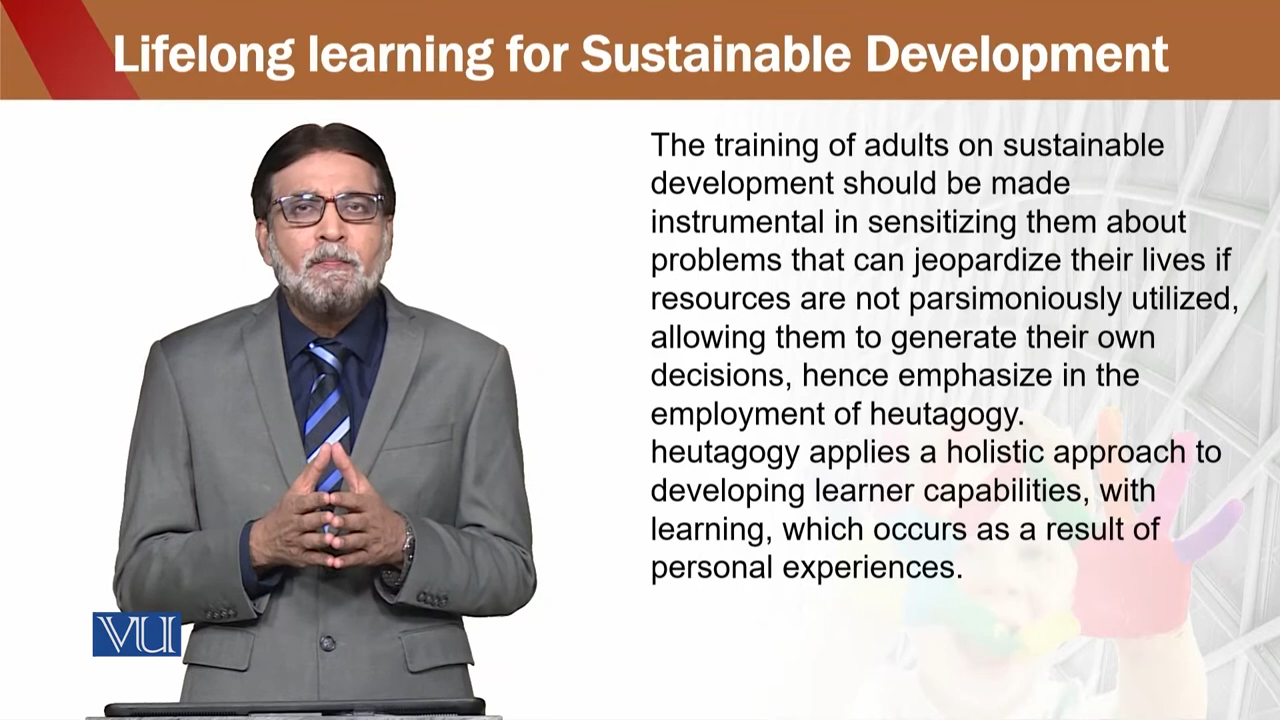 Lifelong learning for Sustainable Development
The training of adults on sustainable
development should be made
instrumental in sensitizing them about
problems that can jeopardize their lives if
resources are not parsimoniously utilized,
allowing them to generate their own
decisions, hence emphasize in the
employment of heutagogy.
heutagogy applies a holistic approach to
developing learner capabilities, with
learning, which occurs as a result of
personal experiences.
VU